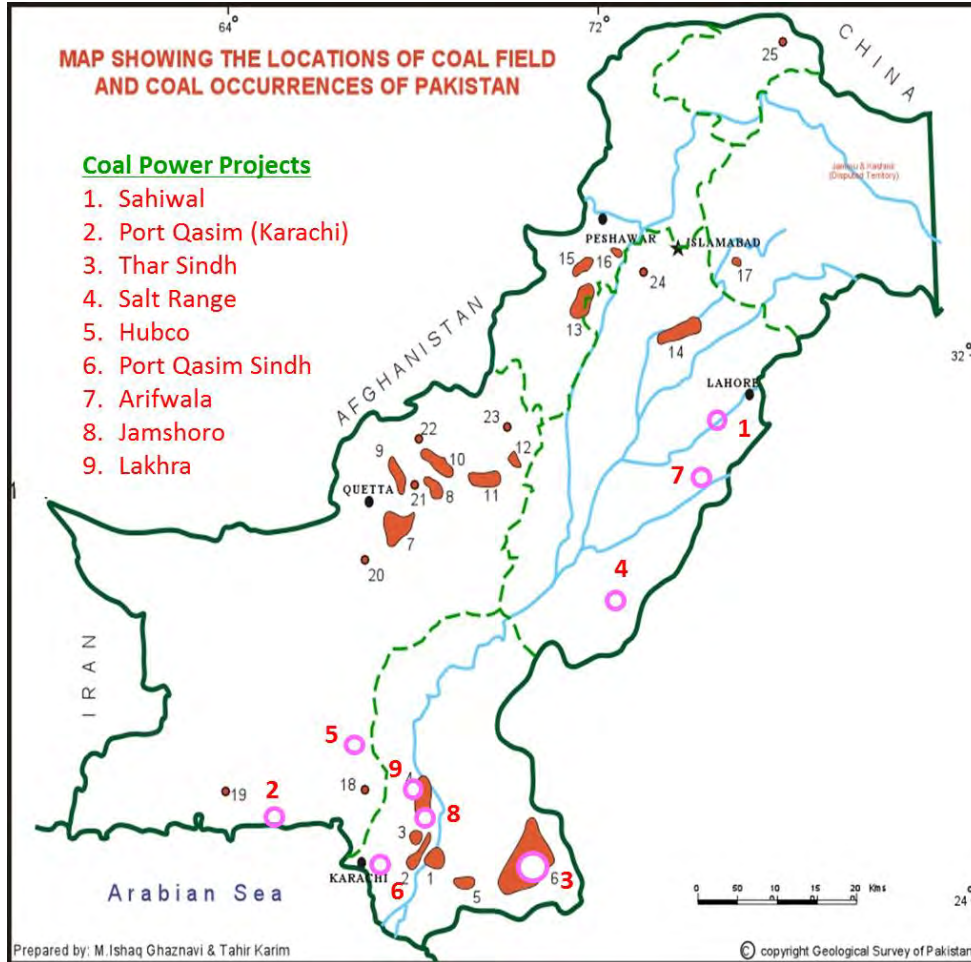 64°
72°
MAP SHOWING THE LOCATIONS OF COAL FIELD
AND COAL OCCURRENCES OF PAKISTAN
CHINA
25
Coal Power Projects
1. Sahiwal
2. Port Qasim (Karachi)
3. Thar Sindh
4. Salt Range
5. Hubco
6. Port Qasim Sindh
7. Arifwala
8. Jamshoro
9. Lakhra
Jammu & Kashmir
(Disputed Territory)
PESHAWAR
ISLAMABAD
15
16
24
17
13
14
AFGHANISTAN
32°
LAHORE
1
23
22
12
9
10
7
QUETTA
21
8
11
7
20
4
IRAN
5
9
4
2
19
18
8
3
KARACHI
2
1
6
3
6
5
Arabian Sea
0 50 10 15 20 Kms
24°
Prepared by: M.Ishaq Ghaznavi & Tahir Karim
© copyright Geological Survey of Pakistan